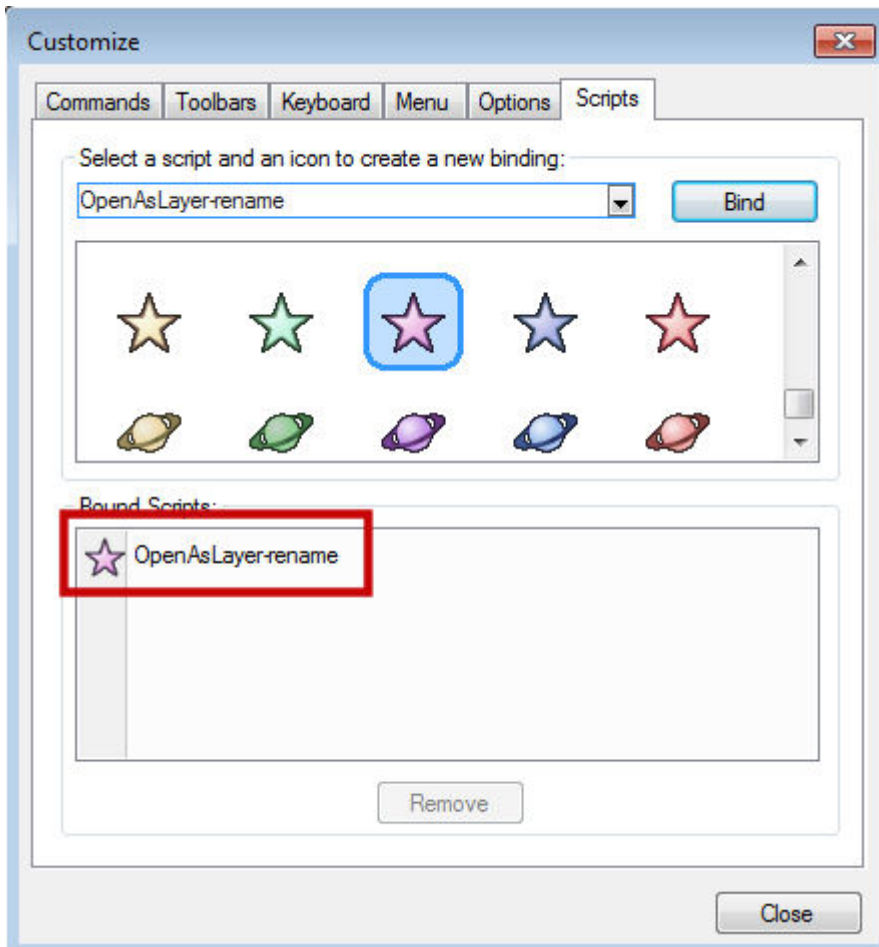 Customize
Commands Toolbars Keyboard Menu Options Scripts
Select a script and an icon to create a new binding:
OpenAsLayer-rename Bind
Bound Scripts:
OpenAsLayer-rename
Remove
Close